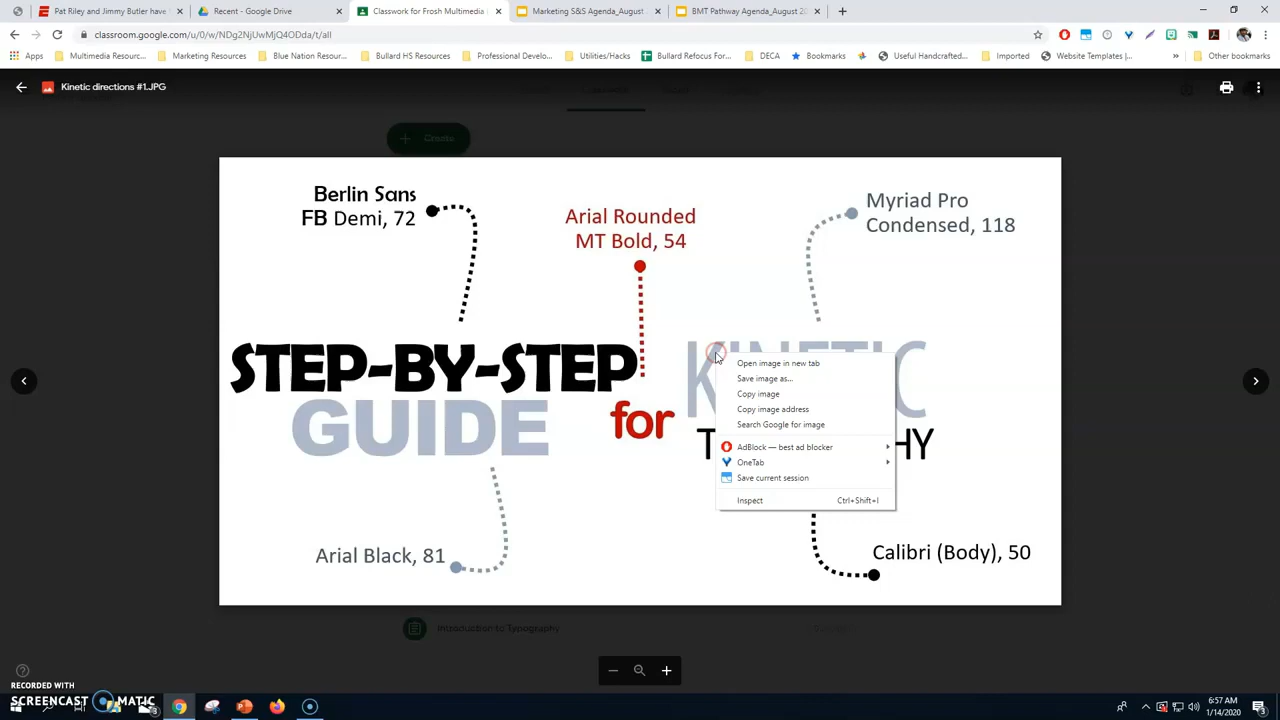 Pat Riley and Jimmy Butler have
Recent - Google Drive
Classwork for Frosh Multimedia
Marketing S&S Agenda_August
BMT Pathway Agenda_August 20
classroom.google.com/u/0/w/NDg2NjUwMjQ4ODda/t/all
Multimedia Resourc...
Marketing Resources
Blue Nation Resour...
Bullard HS Resources
Professional Develo...
Utilities/Hacks
Bullard Refocus For...
DECA
Bookmarks
Useful Handcrafted...
Imported
Website Templates |...
Other bookmarks
Kinetic directions #1.JPG
Create
Berlin Sans
FB Demi, 72
Arial Rounded
MT Bold, 54
Myriad Pro
Condensed, 118
STEP-BY-STEP
GUIDE
for
Open image in new tab
Save image as...
Copy image
Copy image address
Search Google for image
AdBlock — best ad blocker
OneTab
Save current session
Inspect Ctrl+Shift+I
Arial Black, 81
Calibri (Body), 50
Introduction to Typography
RECORDED WITH
SCREENCAST MATIC
6:57 AM
1/14/2020